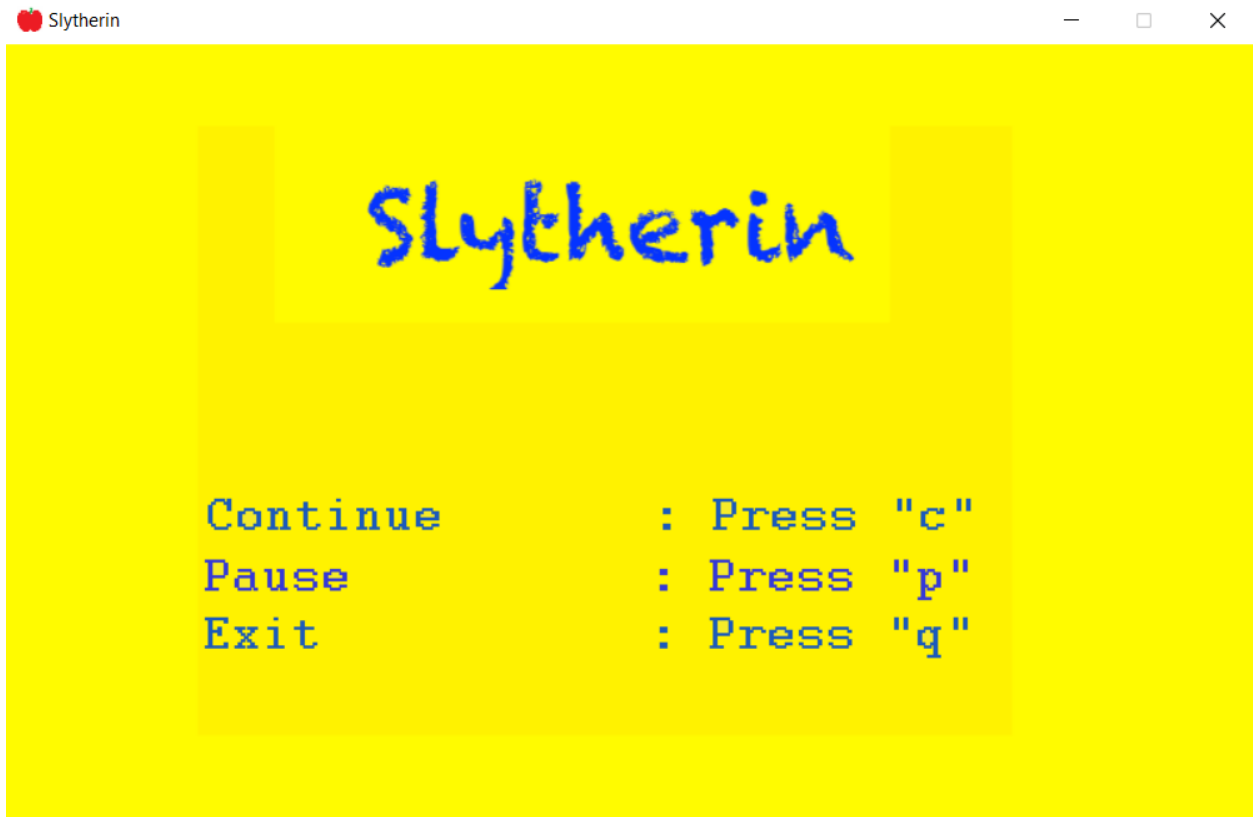 Slytherin
Slytherin
Continue : Press "c"
Pause : Press "p"
Exit : Press "q"